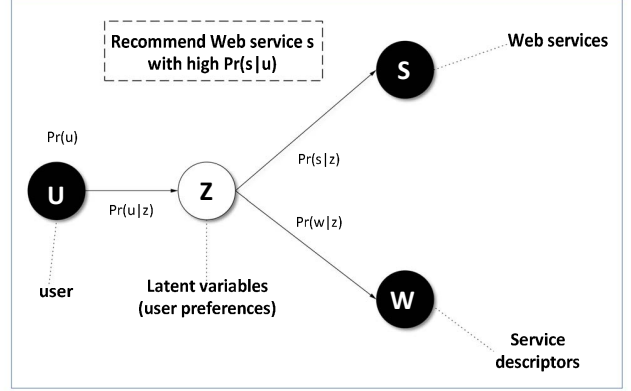 Recommend Web service s
with high Pr(s|u)
S
Web services
Pr(u)
Pr(s|z)
U
Z
Pr(u|z)
Pr(w|z)
user
Latent variables
(user preferences)
W
Service
descriptors